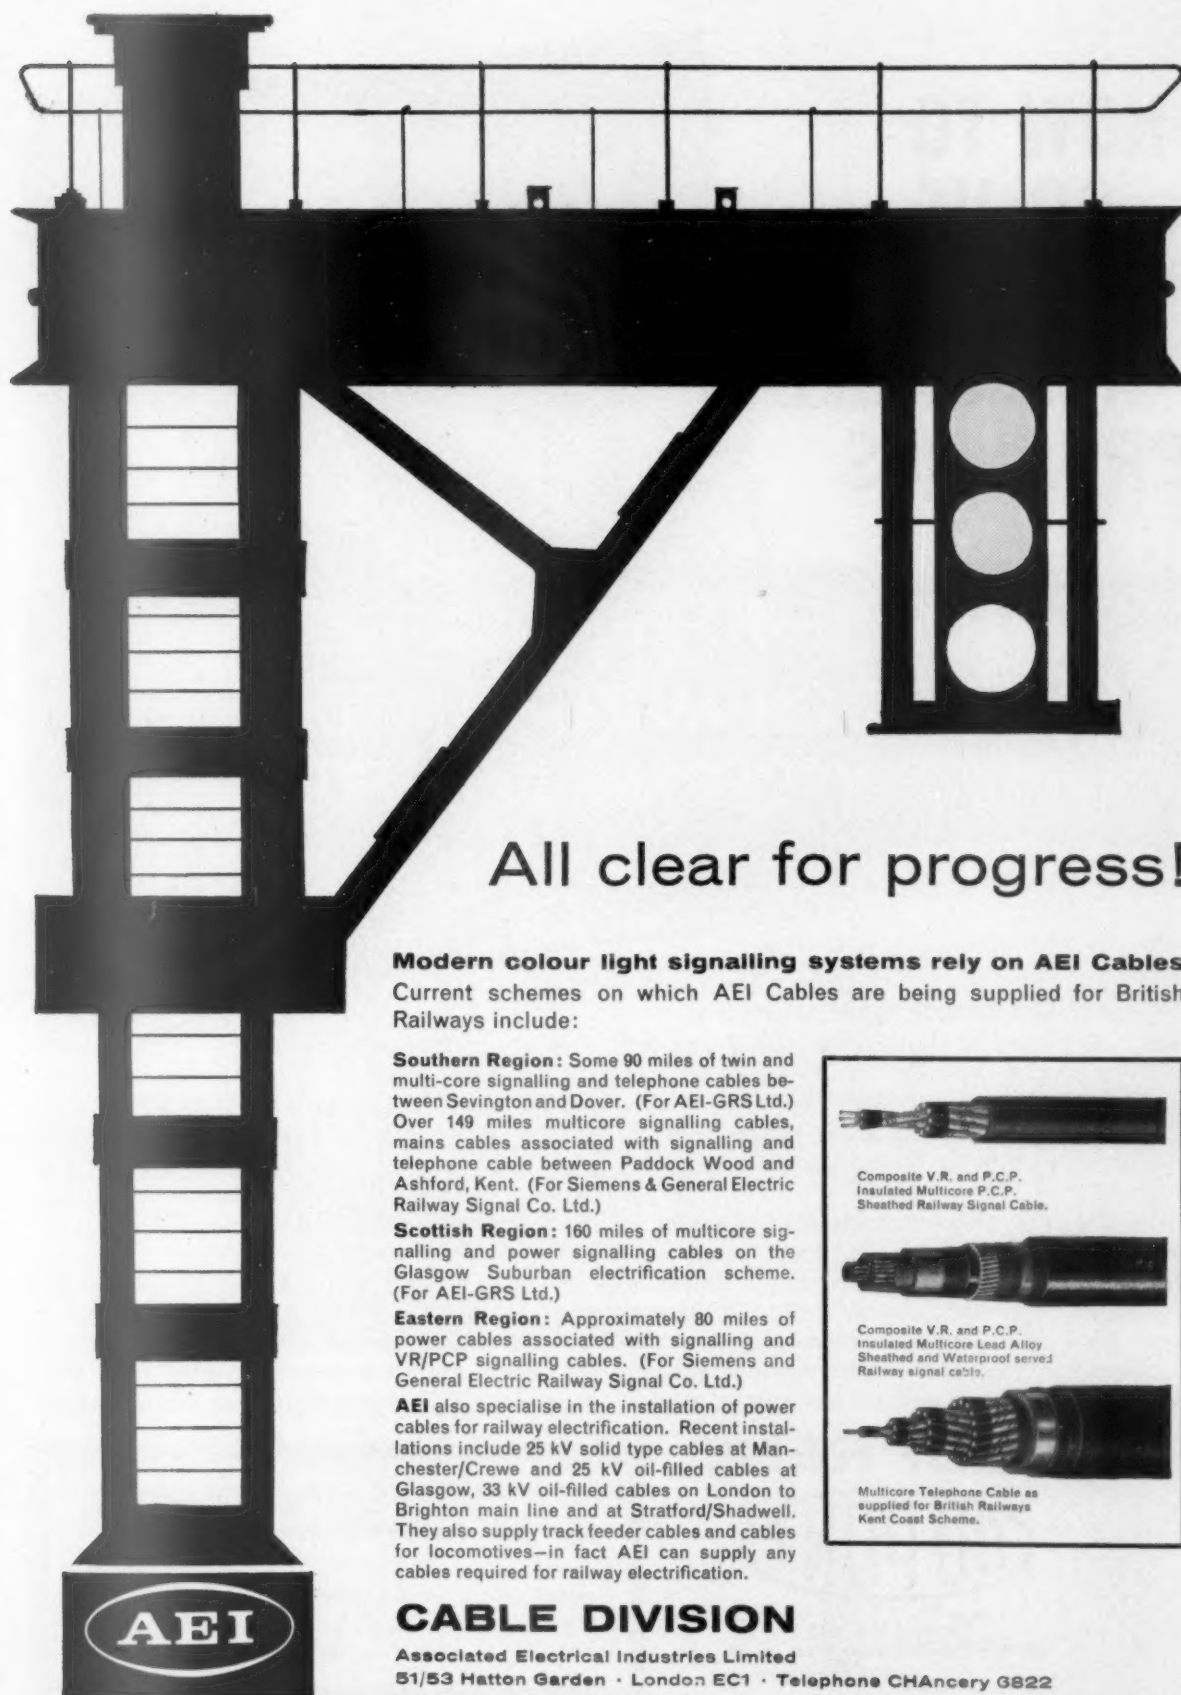 All clear for progress!
Modern colour light signalling systems rely on AEI Cables
Current schemes on which AEI Cables are being supplied for British
Railways include:
Southern Region: Some 90 miles of twin and
multi-core signalling and telephone cables be-
tween Sevington and Dover. (For AEI-GRS Ltd.)
Over 149 miles multicore signalling cables,
mains cables associated with signalling and
telephone cable between Paddock Wood and
Ashford, Kent. (For Siemens & General Electric
Railway Signal Co. Ltd.)
Scottish Region: 160 miles of multicore sig-
nalling and power signalling cables on the
Glasgow Suburban electrification scheme.
(For AEI-GRS Ltd.)
Eastern Region: Approximately 80 miles of
power cables associated with signalling and
VR/PCP signalling cables. (For Siemens and
General Electric Railway Signal Co. Ltd.)
AEI also specialise in the installation of power
cables for railway electrification. Recent instal-
lations include 25 kV solid type cables at Man-
chester/Crewe and 25 kV oil-filled cables at
Glasgow, 33 kV oil-filled cables on London to
Brighton main line and at Stratford/Shadwell.
They also supply track feeder cables and cables
for locomotives—in fact AEI can supply any
cables required for railway electrification.
Composite V.R. and P.C.P.
Insulated Multicore P.C.P.
Sheathed Railway Signal Cable.
Composite V.R. and P.C.P.
Insulated Multicore Lead Alloy
Sheathed and Waterproof served
Railway signal cable.
Multicore Telephone Cable as
supplied for British Railways
Kent Coast Scheme.
AEI
CABLE DIVISION
Associated Electrical Industries Limited
51/53 Hatton Garden · London EC1 · Telephone CHAncery 6822